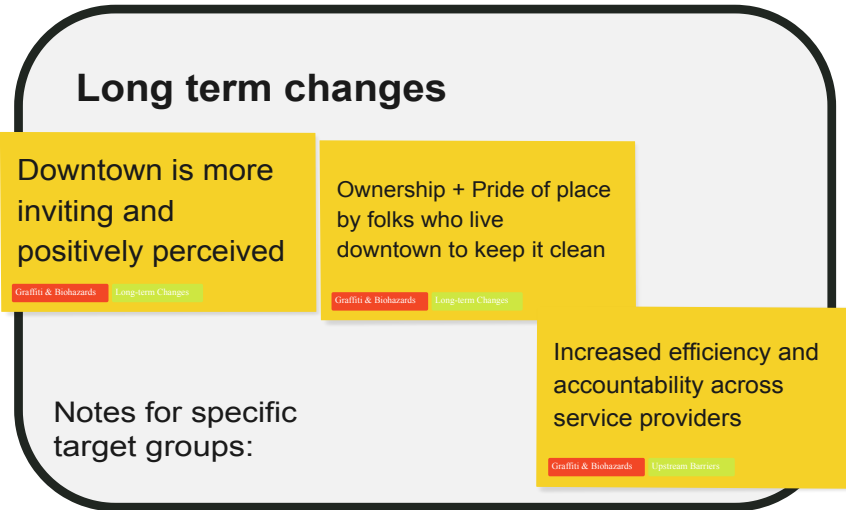 Long term changes
Downtown is more
inviting and
positively perceived
Graffiti & Biohazards Long-term Changes
Ownership + Pride of place
by folks who live
downtown to keep it clean
Graffiti & Biohazards Long-term Changes
Increased efficiency and
accountability across
service providers
Graffiti & Biohazards Upstream Barriers
Notes for specific
target groups: